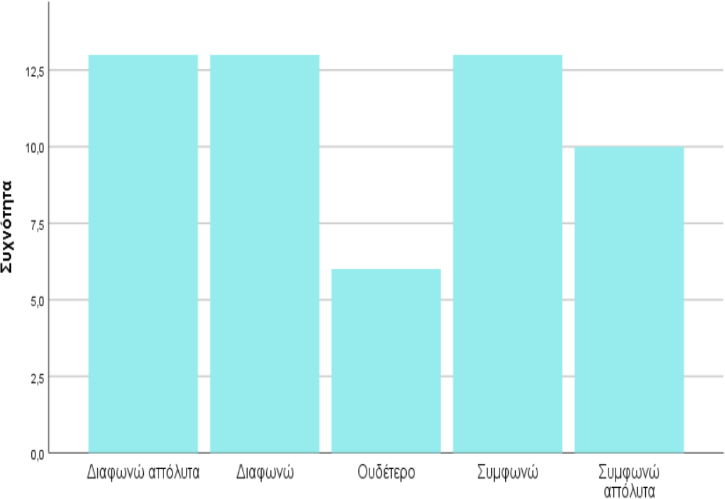 Συχνότητα
12,5
10,0
7,5
5,0
2,5
0,0
Διαφωνώ απόλυτα
Διαφωνώ
Ουδέτερο
Συμφωνώ
Συμφωνώ
απόλυτα